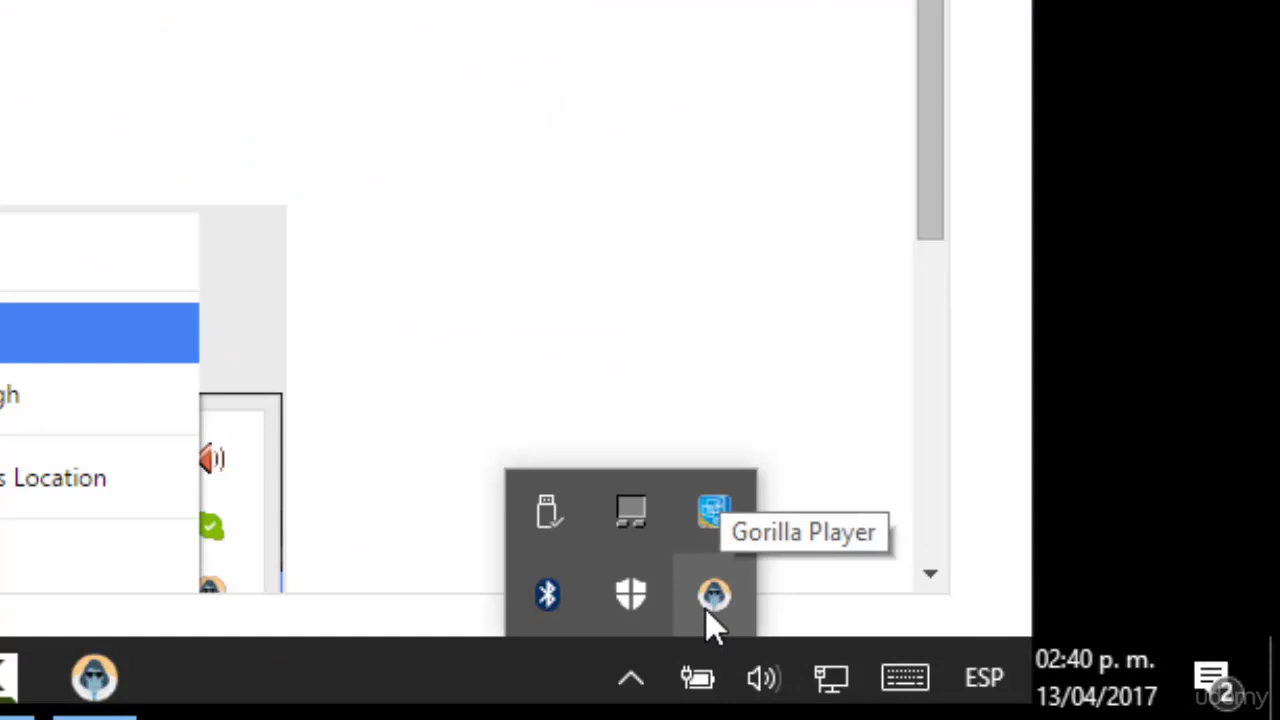 gh
s Location
Gorilla Player
ESP
02:40 p. m.
13/04/2017
2
udemy